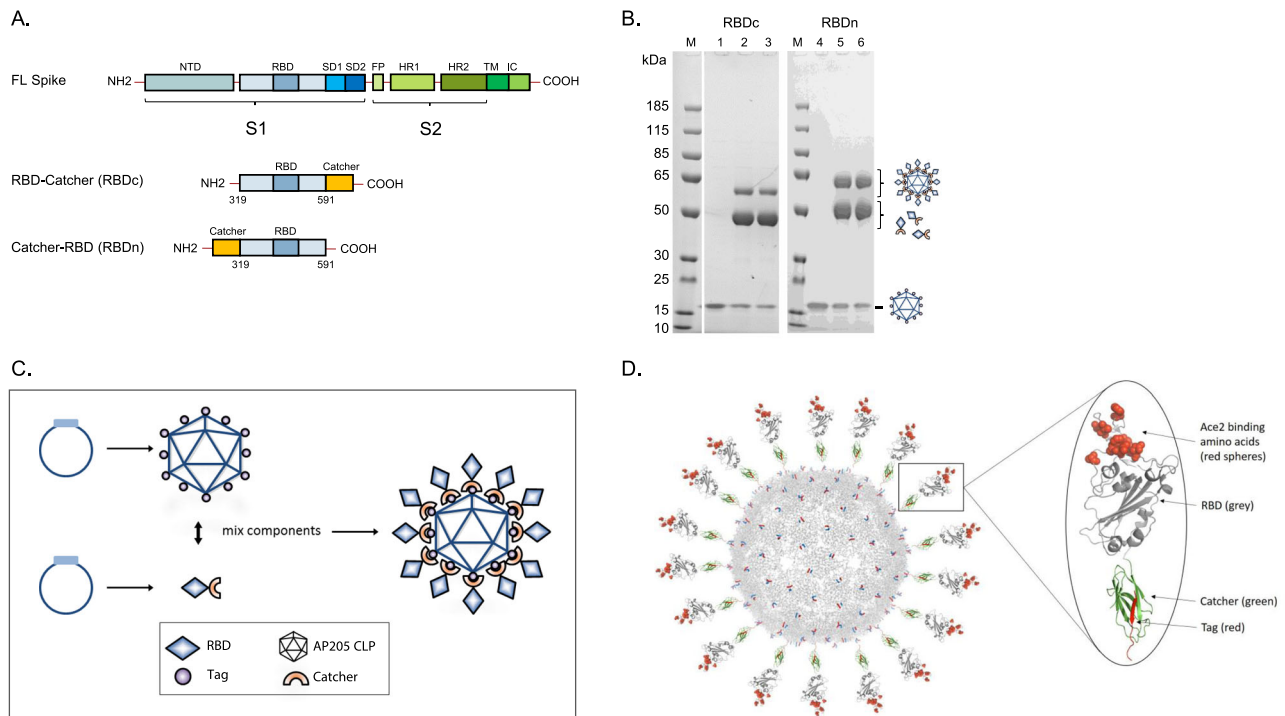 A.
NTD RBD SD1 SD2 FP HR1 HR2 TM IC
FL Spike NH2 COOH
S1 S2
RBD Catcher
RBD-Catcher (RBDc) NH2 COOH
319 591
Catcher RBD
Catcher-RBD (RBDn) NH2 COOH
319 591
B.
RBDc RBDn
M 1 2 3 M 4 5 6
kDa
185
115
85
65
50
30
25
15
10
C.
mix components
RBD AP205 CLP
Tag Catcher
D.
Ace2 binding
amino acids
(red spheres)
RBD (grey)
Catcher (green)
Tag (red)